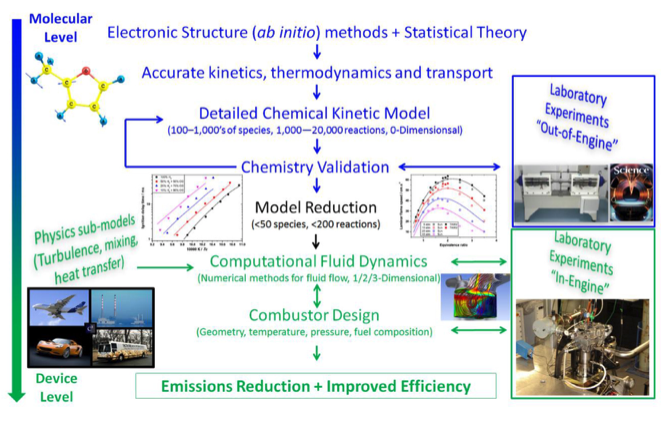 Molecular
Level
Electronic Structure (ab initio) methods + Statistical Theory
Accurate kinetics, thermodynamics and transport
Detailed Chemical Kinetic Model
(100–1,000's of species, 1,000—20,000 reactions, 0-Dimensionsal)
Chemistry Validation
Laboratory
Experiments
"Out-of-Engine"
Science
Model Reduction
(<50 species, <200 reactions)
Physics sub-models
(Turbulence, mixing,
heat transfer)
Computational Fluid Dynamics
(Numerical methods for fluid flow, 1/2/3-Dimensional)
Laboratory
Experiments
"In-Engine"
Combustor Design
(Geometry, temperature, pressure, fuel composition)
Device
Level
Emissions Reduction + Improved Efficiency